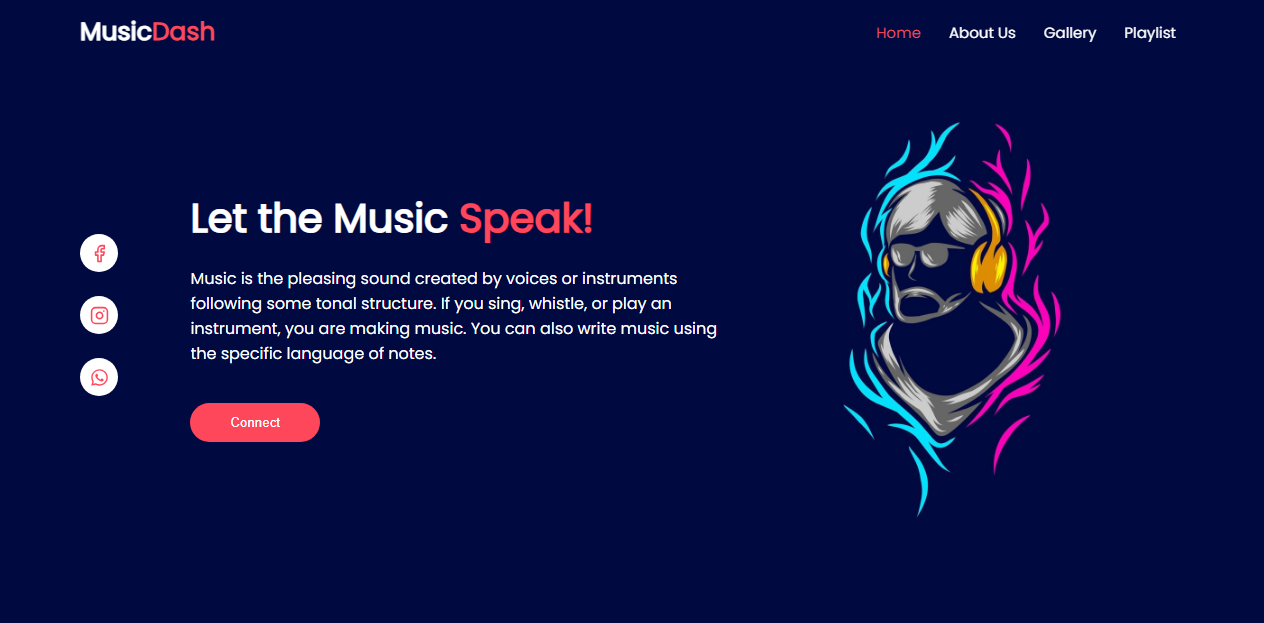 MusicDash
Home
About Us
Gallery
Playlist
Let the Music Speak!
Music is the pleasing sound created by voices or instruments
following some tonal structure. If you sing, whistle, or play an
instrument, you are making music. You can also write music using
the specific language of notes.
Connect